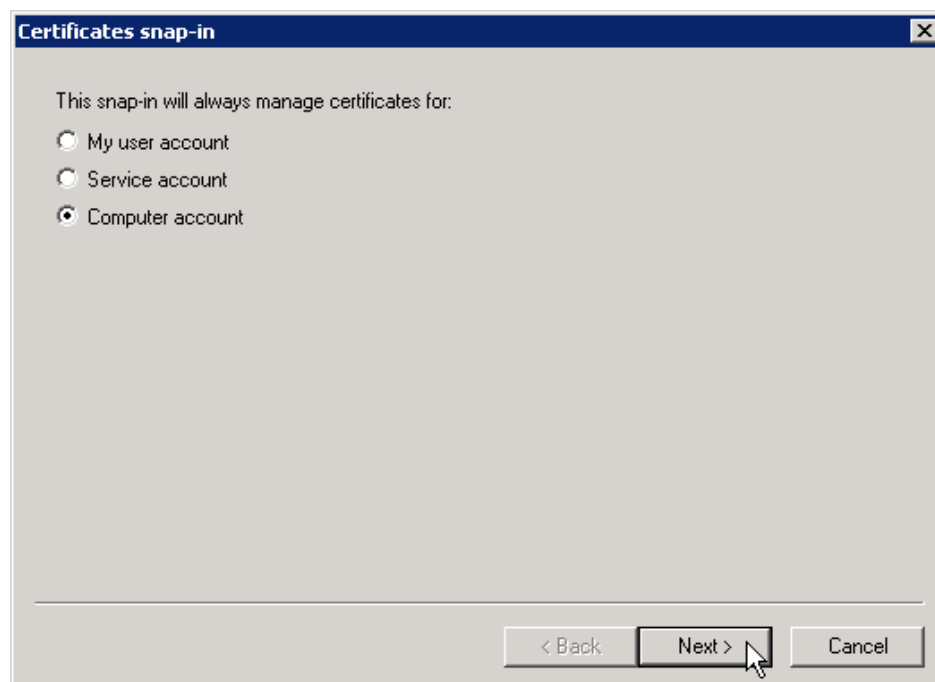 Certificates snap-in
This snap-in will always manage certificates for:
My user account
Service account
Computer account
< Back Next > Cancel